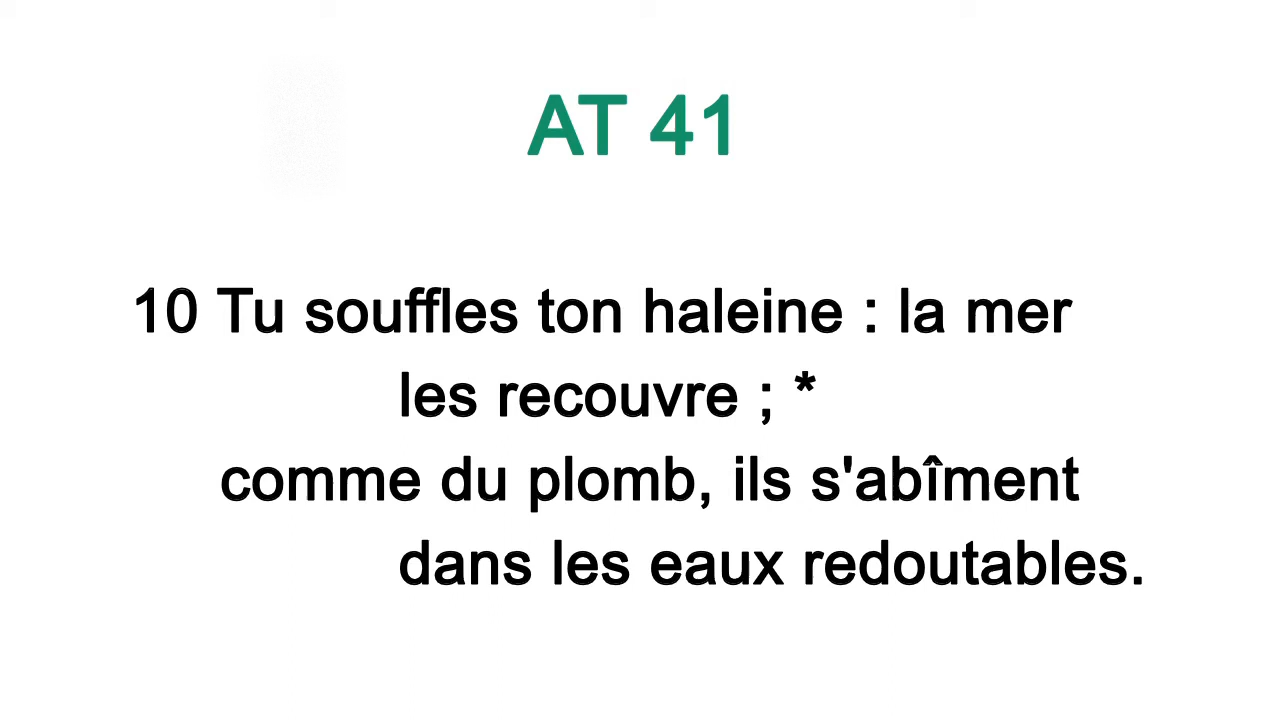 AT 41
10 Tu souffles ton haleine : la mer
les recouvre ; *
comme du plomb, ils s'abîment
dans les eaux redoutables.